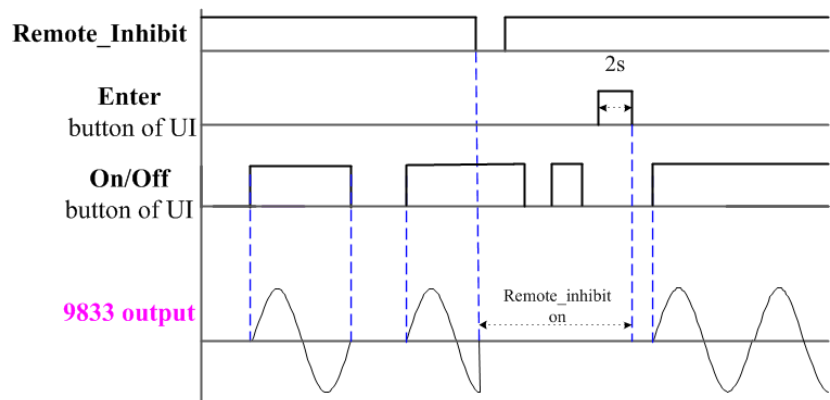 Remote_Inhibit
2s
Enter
button of UI
On/Off
button of UI
Remote_inhibit
on
9833 output